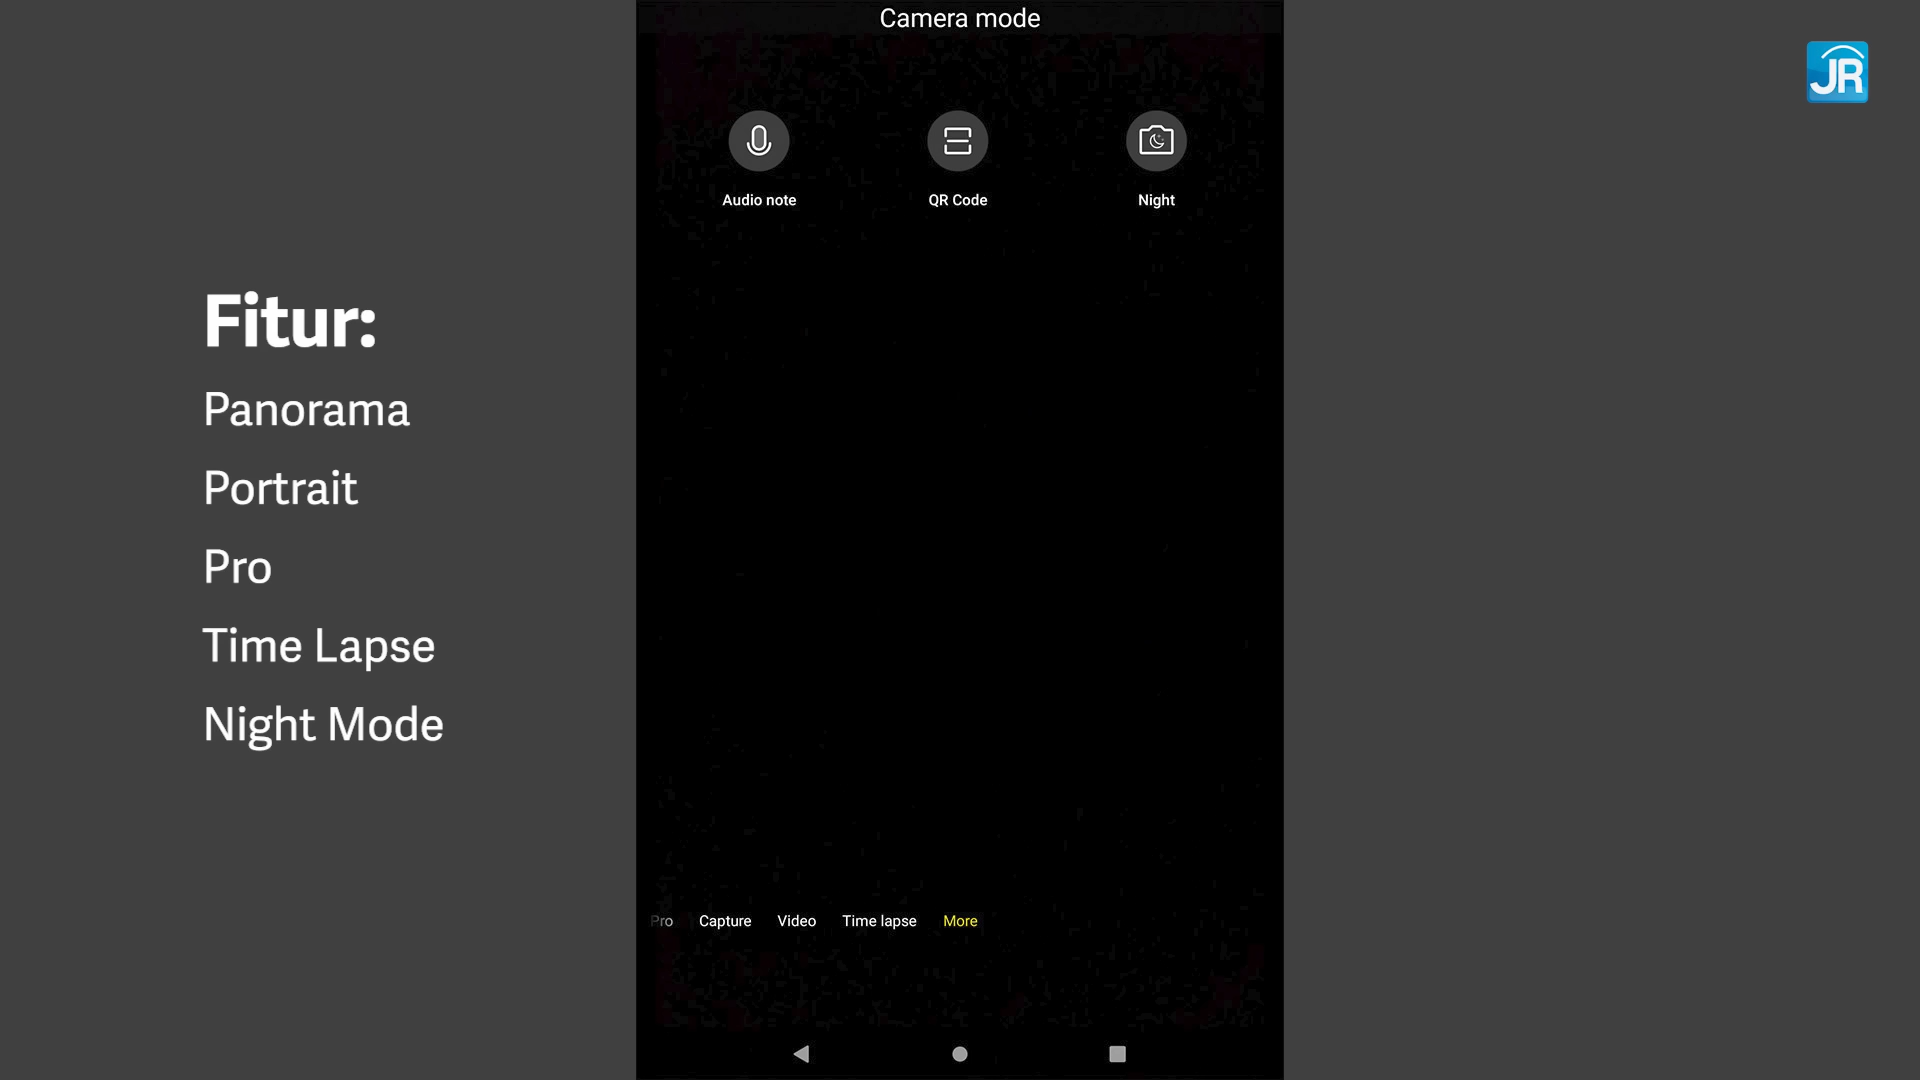 Camera mode
JR
Audio note
QR Code
Night
Fitur:
Panorama
Portrait
Pro
Time Lapse
Night Mode
Pro Capture Video Time lapse More